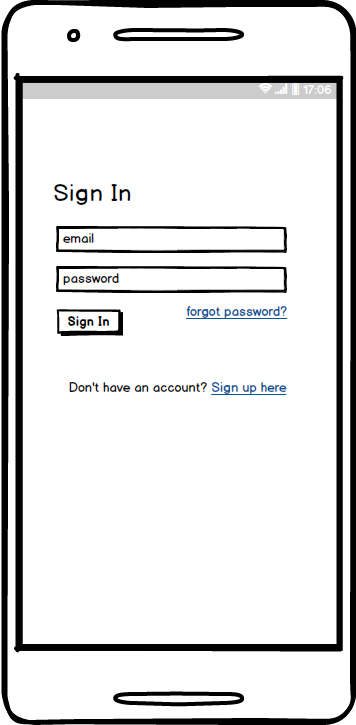 17:06
Sign In
email
password
forgot password?
Sign In
Don't have an account? Sign up here